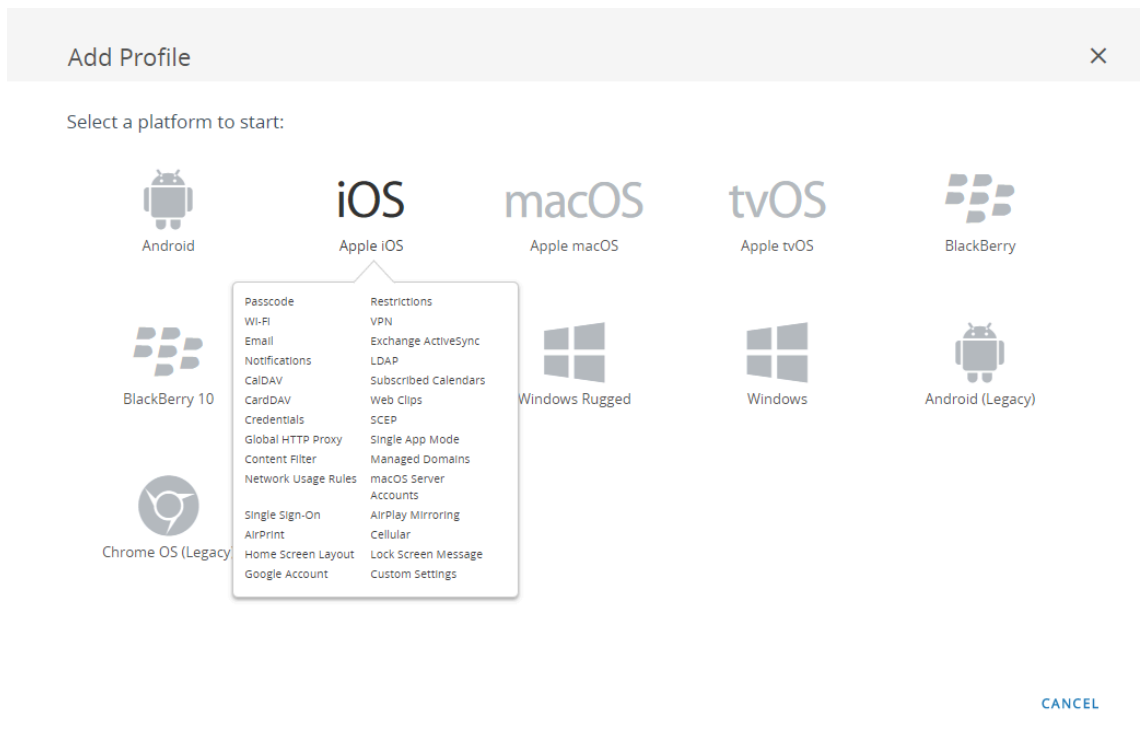 Add Profile
Select a platform to start:
iOS
macOS
tvOS
Android
Apple iOS
Apple macOS
Apple tvOS
BlackBerry
Passcode
Restrictions
Wi-Fi
VPN
Email
Exchange ActiveSync
Notifications
LDAP
CalDAV
Subscribed Calendars
CardDAV
Web Clips
Credentials
SCEP
Global HTTP Proxy
Single App Mode
Content Filter
Managed Domains
Network Usage Rules
macOS Server
Accounts
Single Sign-On
AirPlay Mirroring
AirPrint
Cellular
Home Screen Layout
Lock Screen Message
Google Account
Custom Settings
BlackBerry 10
Windows Rugged
Windows
Android (Legacy)
Chrome OS (Legacy
CANCEL